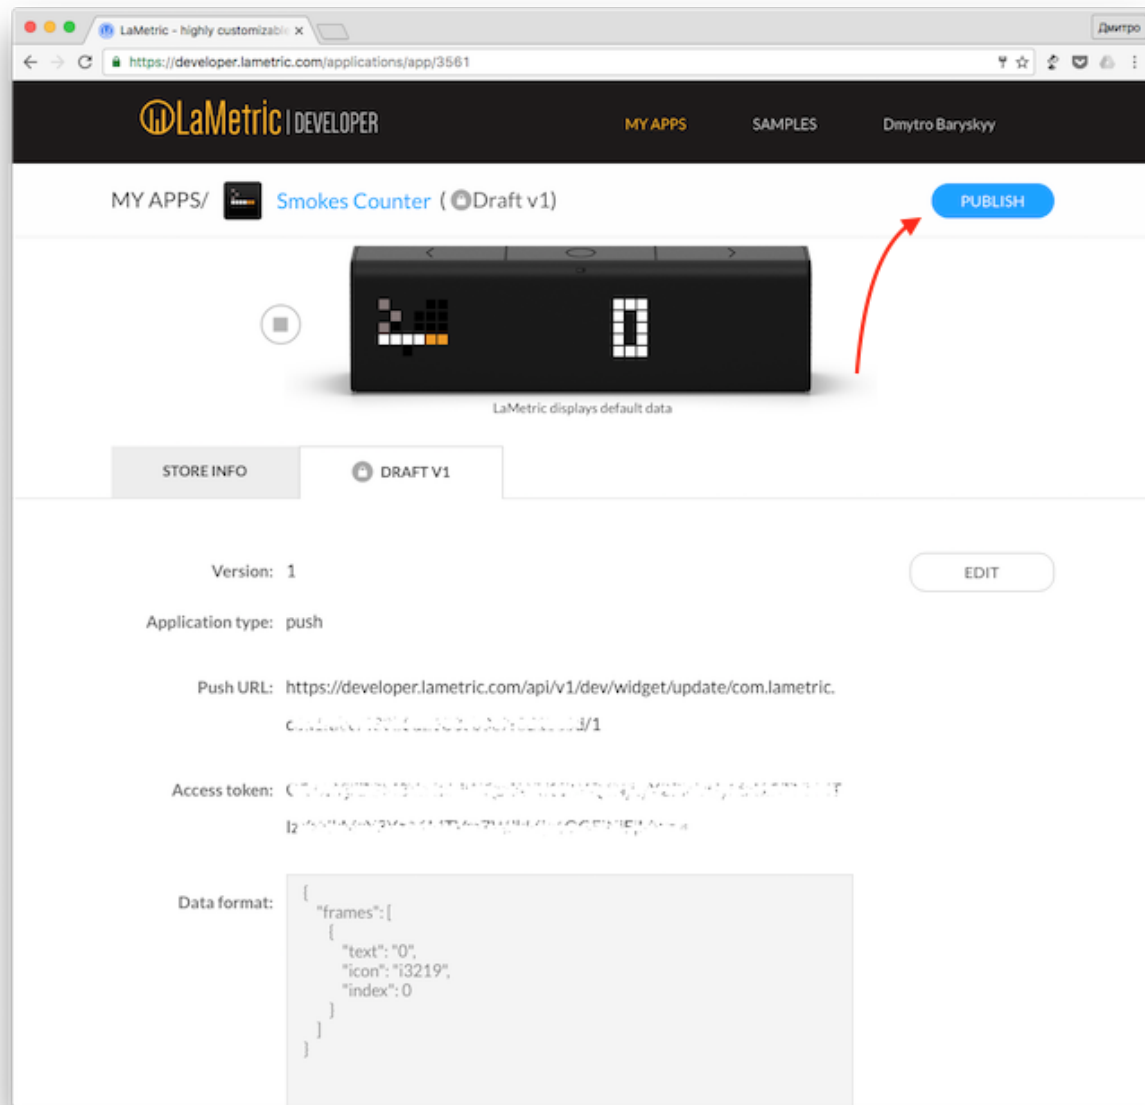 LaMetric - highly customizable
Дмитро
https://developer.lametric.com/applications/app/3561
LaMetric | DEVELOPER
MY APPS
SAMPLES
Dmytro Baryskyy
MY APPS/
Smokes Counter (Draft v1)
PUBLISH
0
LaMetric displays default data
STORE INFO
DRAFT V1
Version: 1
EDIT
Application type: push
Push URL: https://developer.lametric.com/api/v1/dev/widget/update/com.lametric.
d/1
Access token:
Data format:
{
"frames": [
{
"text": "0",
"icon": "i3219",
"index": 0
}
]
}